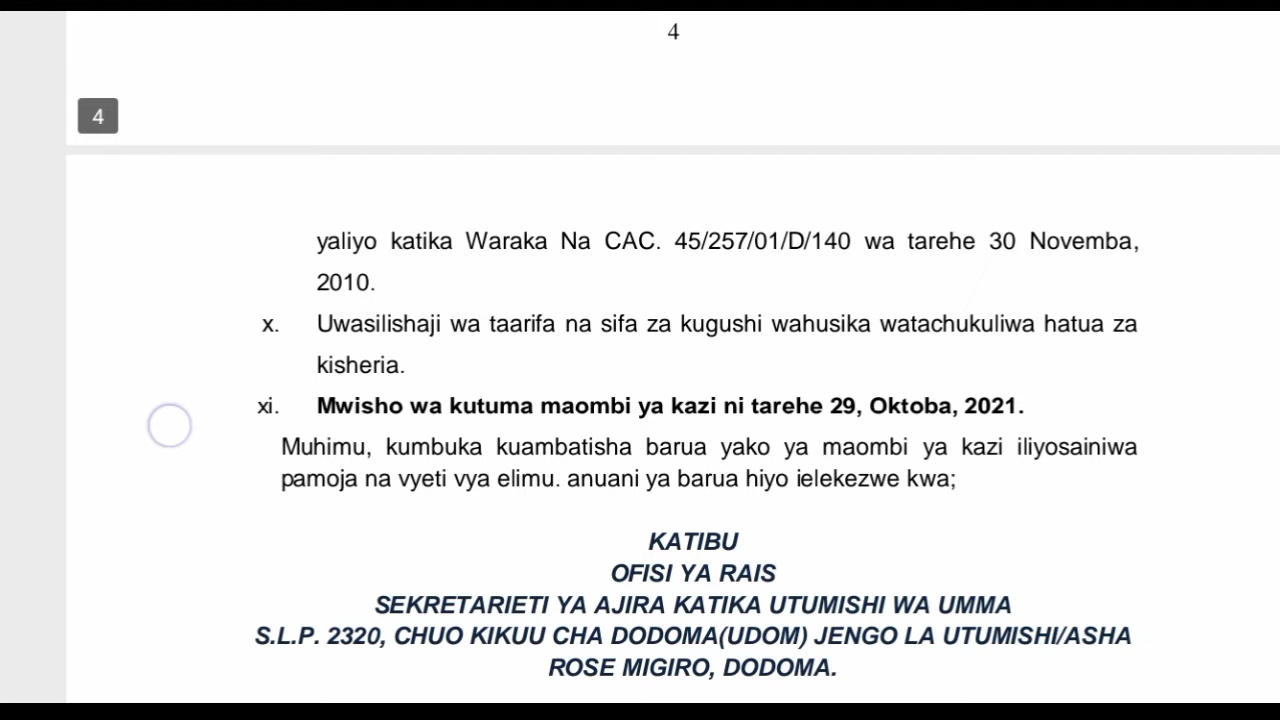 4
4
yaliyo katika Waraka Na CAC. 45/257/01/D/140 wa tarehe 30 Novemba,
2010.
x. Uwasilishaji wa taarifa na sifa za kugushi wahusika watachukuliwa hatua za
kisheria.
xi. Mwisho wa kutuma maombi ya kazi ni tarehe 29, Oktoba, 2021.
Muhimu, kumbuka kuambatisha barua yako ya maombi ya kazi iliyosainiwa
pamoja na vyeti vya elimu. anuani ya barua hiyo ielekezwe kwa;
KATIBU
OFISI YA RAIS
SEKRETARIETI YA AJIRA KATIKA UTUMISHI WA UMMA
S.L.P. 2320, CHUO KIKUU CHA DODOMA(UDOM) JENGO LA UTUMISHI/ASHA
ROSE MIGIRO, DODOMA.